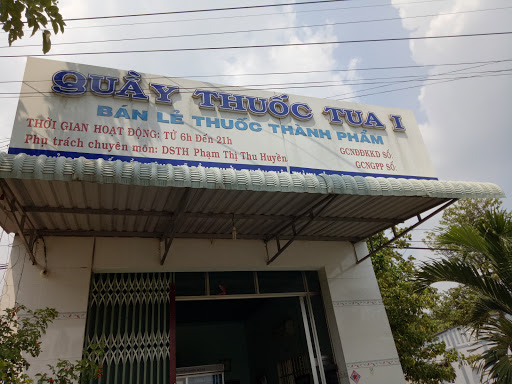 QUẦY THUỐC TUA I
BÁN LẺ THUỐC THÀNH PHẨM
THỜI GIAN HOẠT ĐỘNG: TỪ 6h Đến 21h
Phụ trách chuyên môn: DSTH Phạm Thị Thu Huyền
GCNĐĐKKD SỐ:
GCNGPP SỐ: